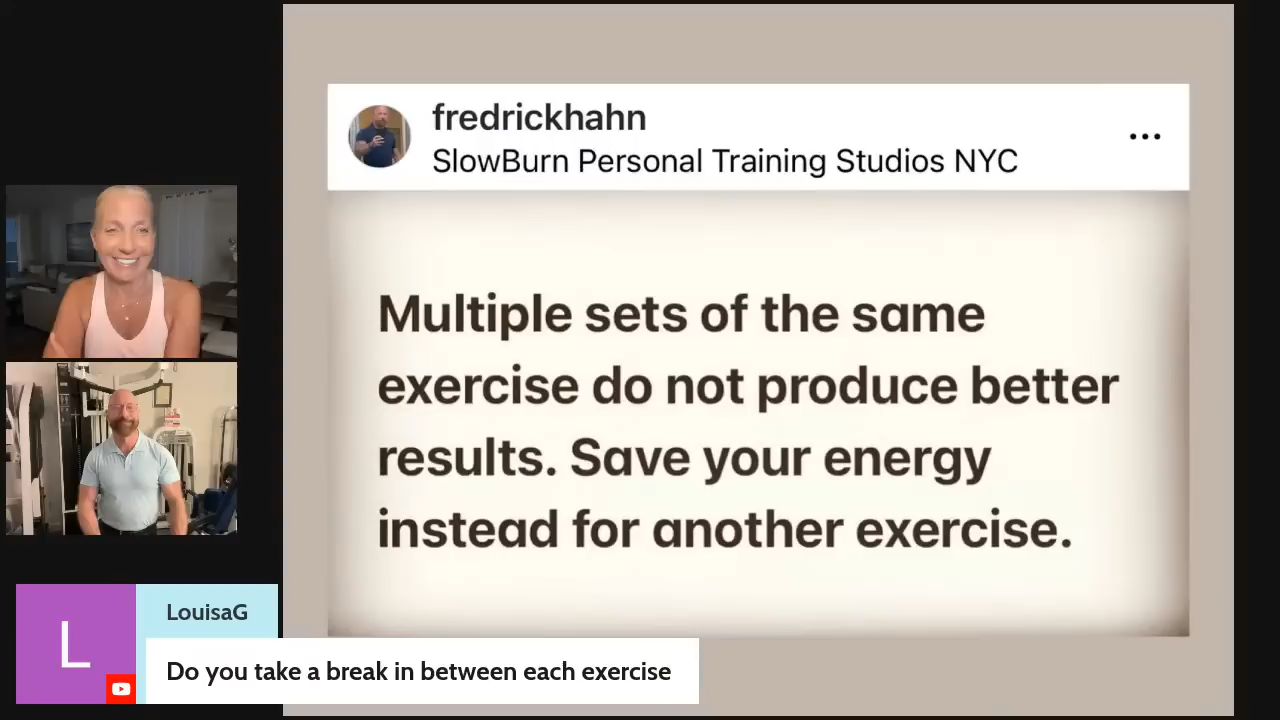 fredrickhahn
SlowBurn Personal Training Studios NYC
Multiple sets of the same
exercise do not produce better
results. Save your energy
instead for another exercise.
L
LouisaG
Do you take a break in between each exercise